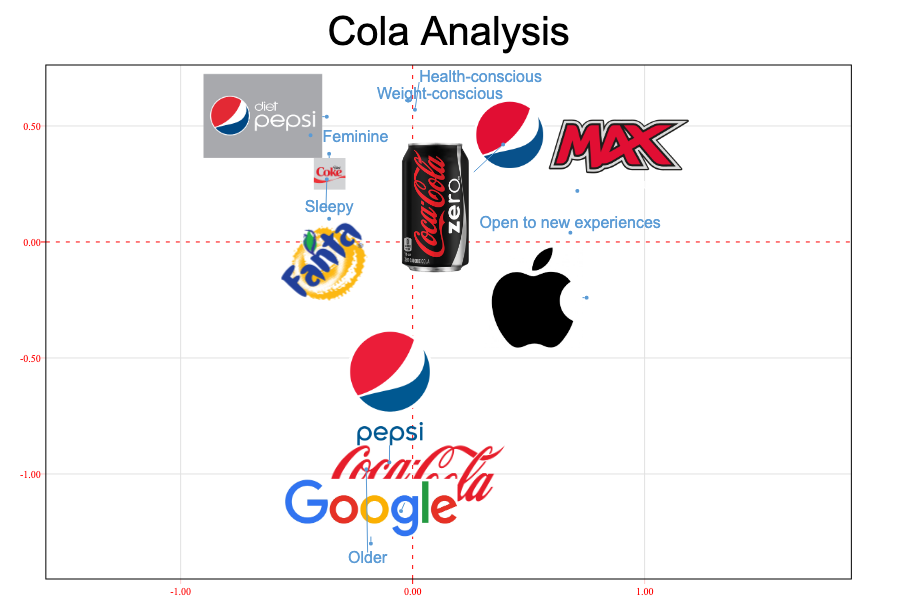 Cola Analysis
Health-conscious
Weight-conscious
diet
pepsi
Feminine
MAX
0.50
Coke
Coca-Cola
zero
Sleepy
Open to new experiences
Fanta
0.00
-0.50
pepsi
Coca-Cola
-1.00
Google
Older
-1.00
0.00
1.00